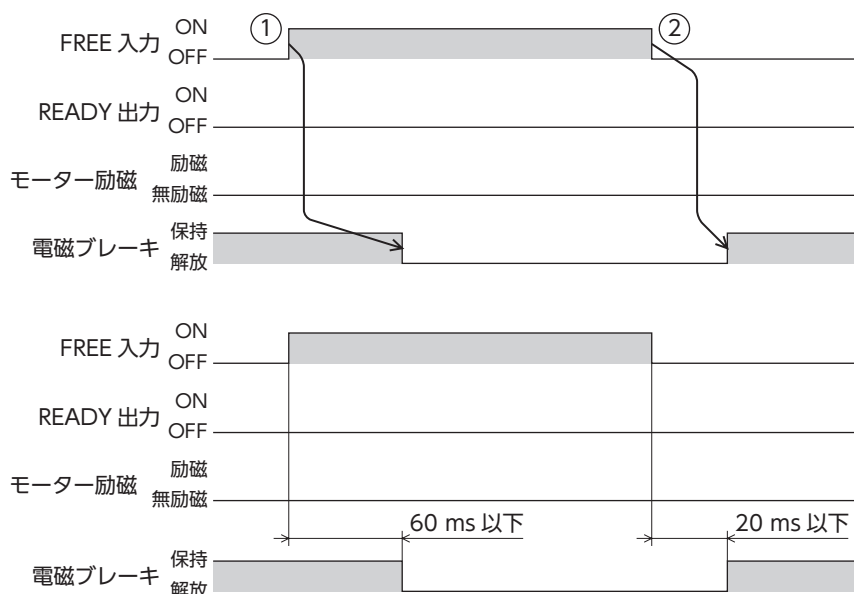 ON
FREE 入力
OFF
①
②
ON
READY 出力
OFF
励磁
モーター励磁
無励磁
保持
電磁ブレーキ
解放
ON
FREE 入力
OFF
ON
READY 出力
OFF
励磁
モーター励磁
無励磁
60 ms 以下
20 ms 以下
保持
電磁ブレーキ
解放